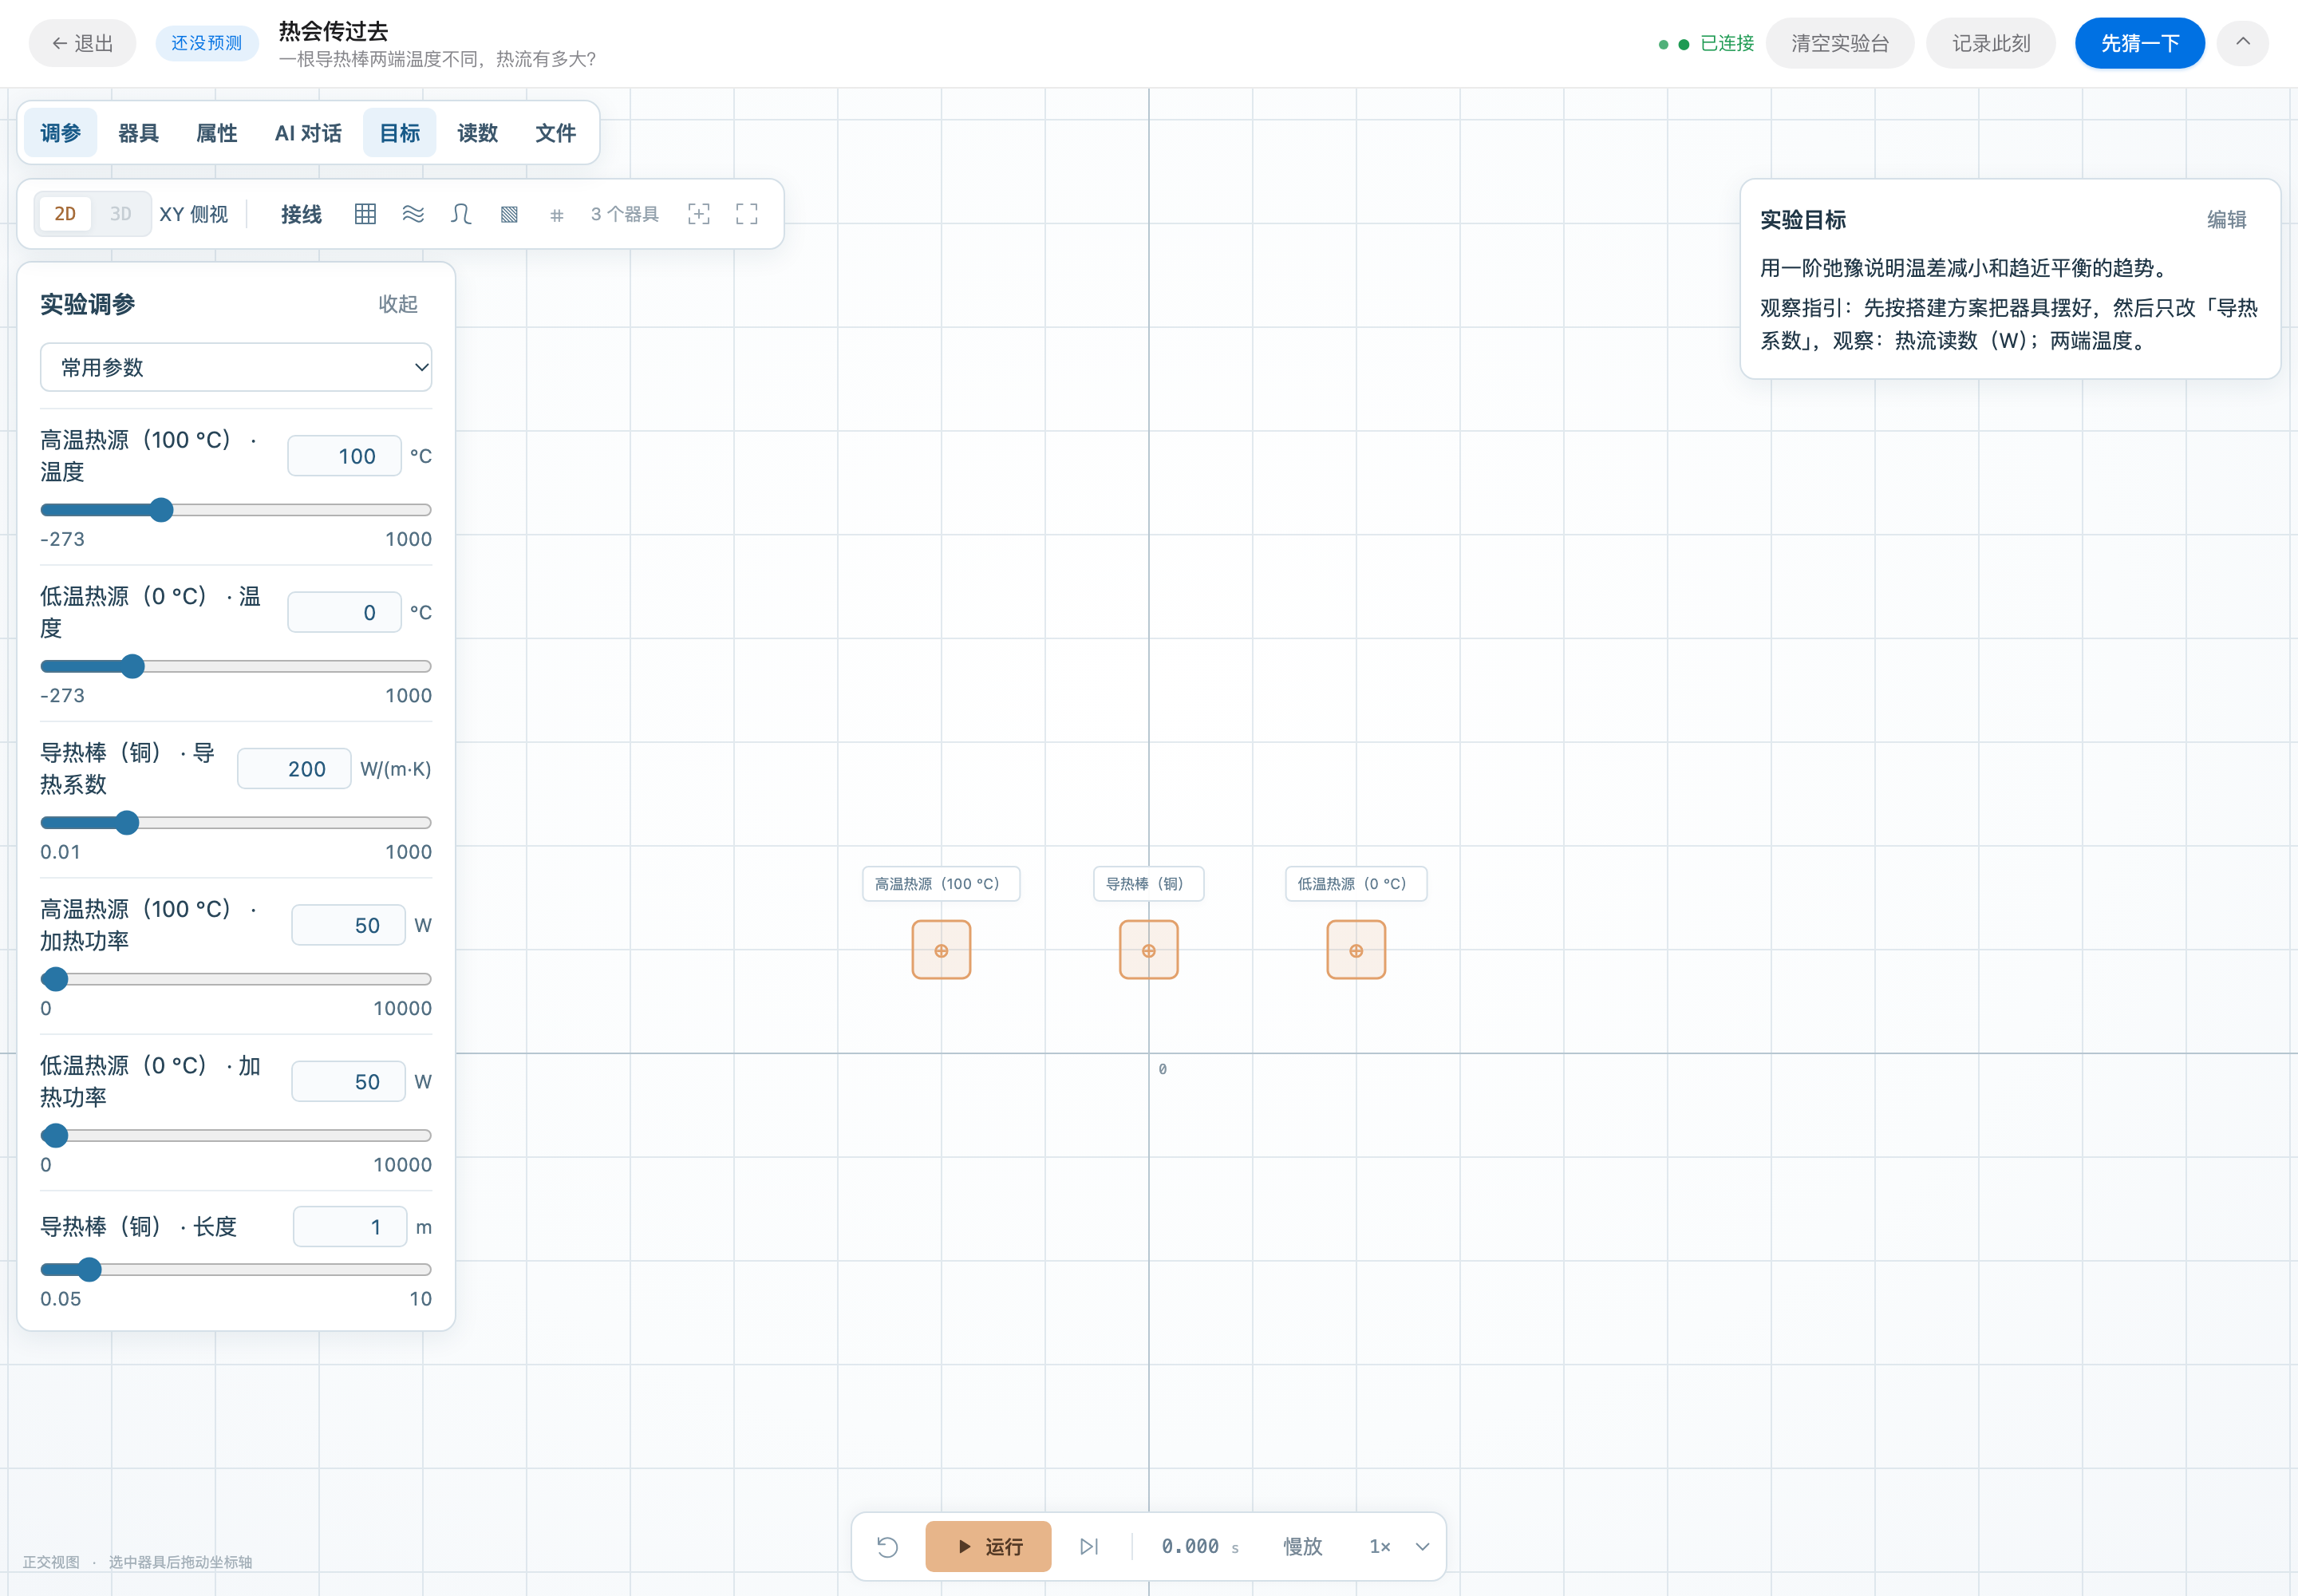 ← 退出
还没预测
热会传过去
一根导热棒两端温度不同，热流有多大？
已连接
清空实验台
记录此刻
先猜一下
调参
器具
属性
AI 对话
目标
读数
文件
2D
3D
XY 侧视
接线
3 个器具
实验调参
收起
常用参数
高温热源（100 °C） ·
温度
100
°C
-273
1000
低温热源（0 °C） · 温
度
0
°C
-273
1000
导热棒（铜） · 导
热系数
200
W/(m·K)
0.01
1000
高温热源（100 °C） ·
加热功率
50
W
0
10000
低温热源（0 °C） · 加
热功率
50
W
0
10000
导热棒（铜） · 长度
1
m
0.05
10
实验目标
编辑
用一阶弛豫说明温差减小和趋近平衡的趋势。
观察指引：先按搭建方案把器具摆好，然后只改「导热
系数」，观察：热流读数（W）；两端温度。
高温热源（100 °C）
导热棒（铜）
低温热源（0 °C）
0
正交视图 · 选中器具后拖动坐标轴
运行
0.000 s
慢放
1×